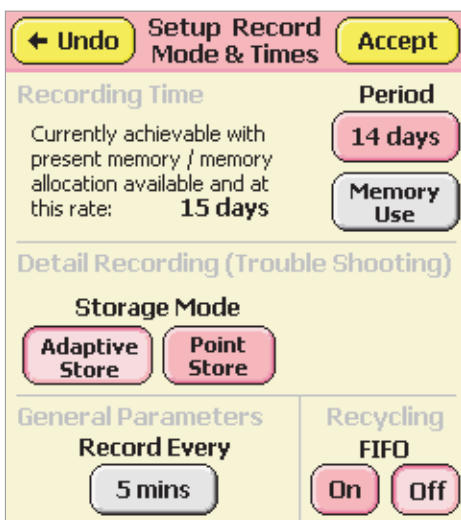 ← Undo
Setup Record
Mode & Times
Accept
Recording Time
Period
Currently achievable with
present memory / memory
allocation available and at
this rate: 15 days
14 days
Memory
Use
Detail Recording (Trouble Shooting)
Storage Mode
Adaptive
Store
Point
Store
General Parameters
Record Every
5 mins
Recycling
FIFO
On
Off